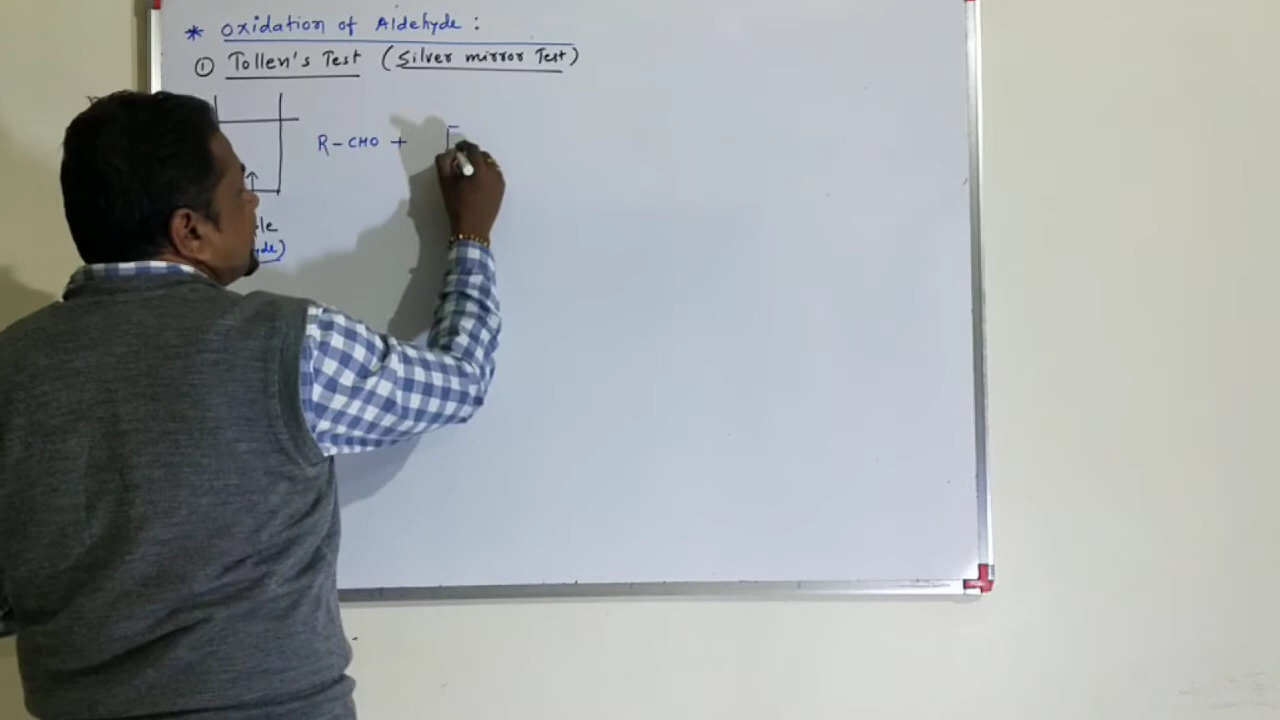 * Oxidation of Aldehyde :
① Tollen's Test (Silver mirror Test)
R - CHO + [